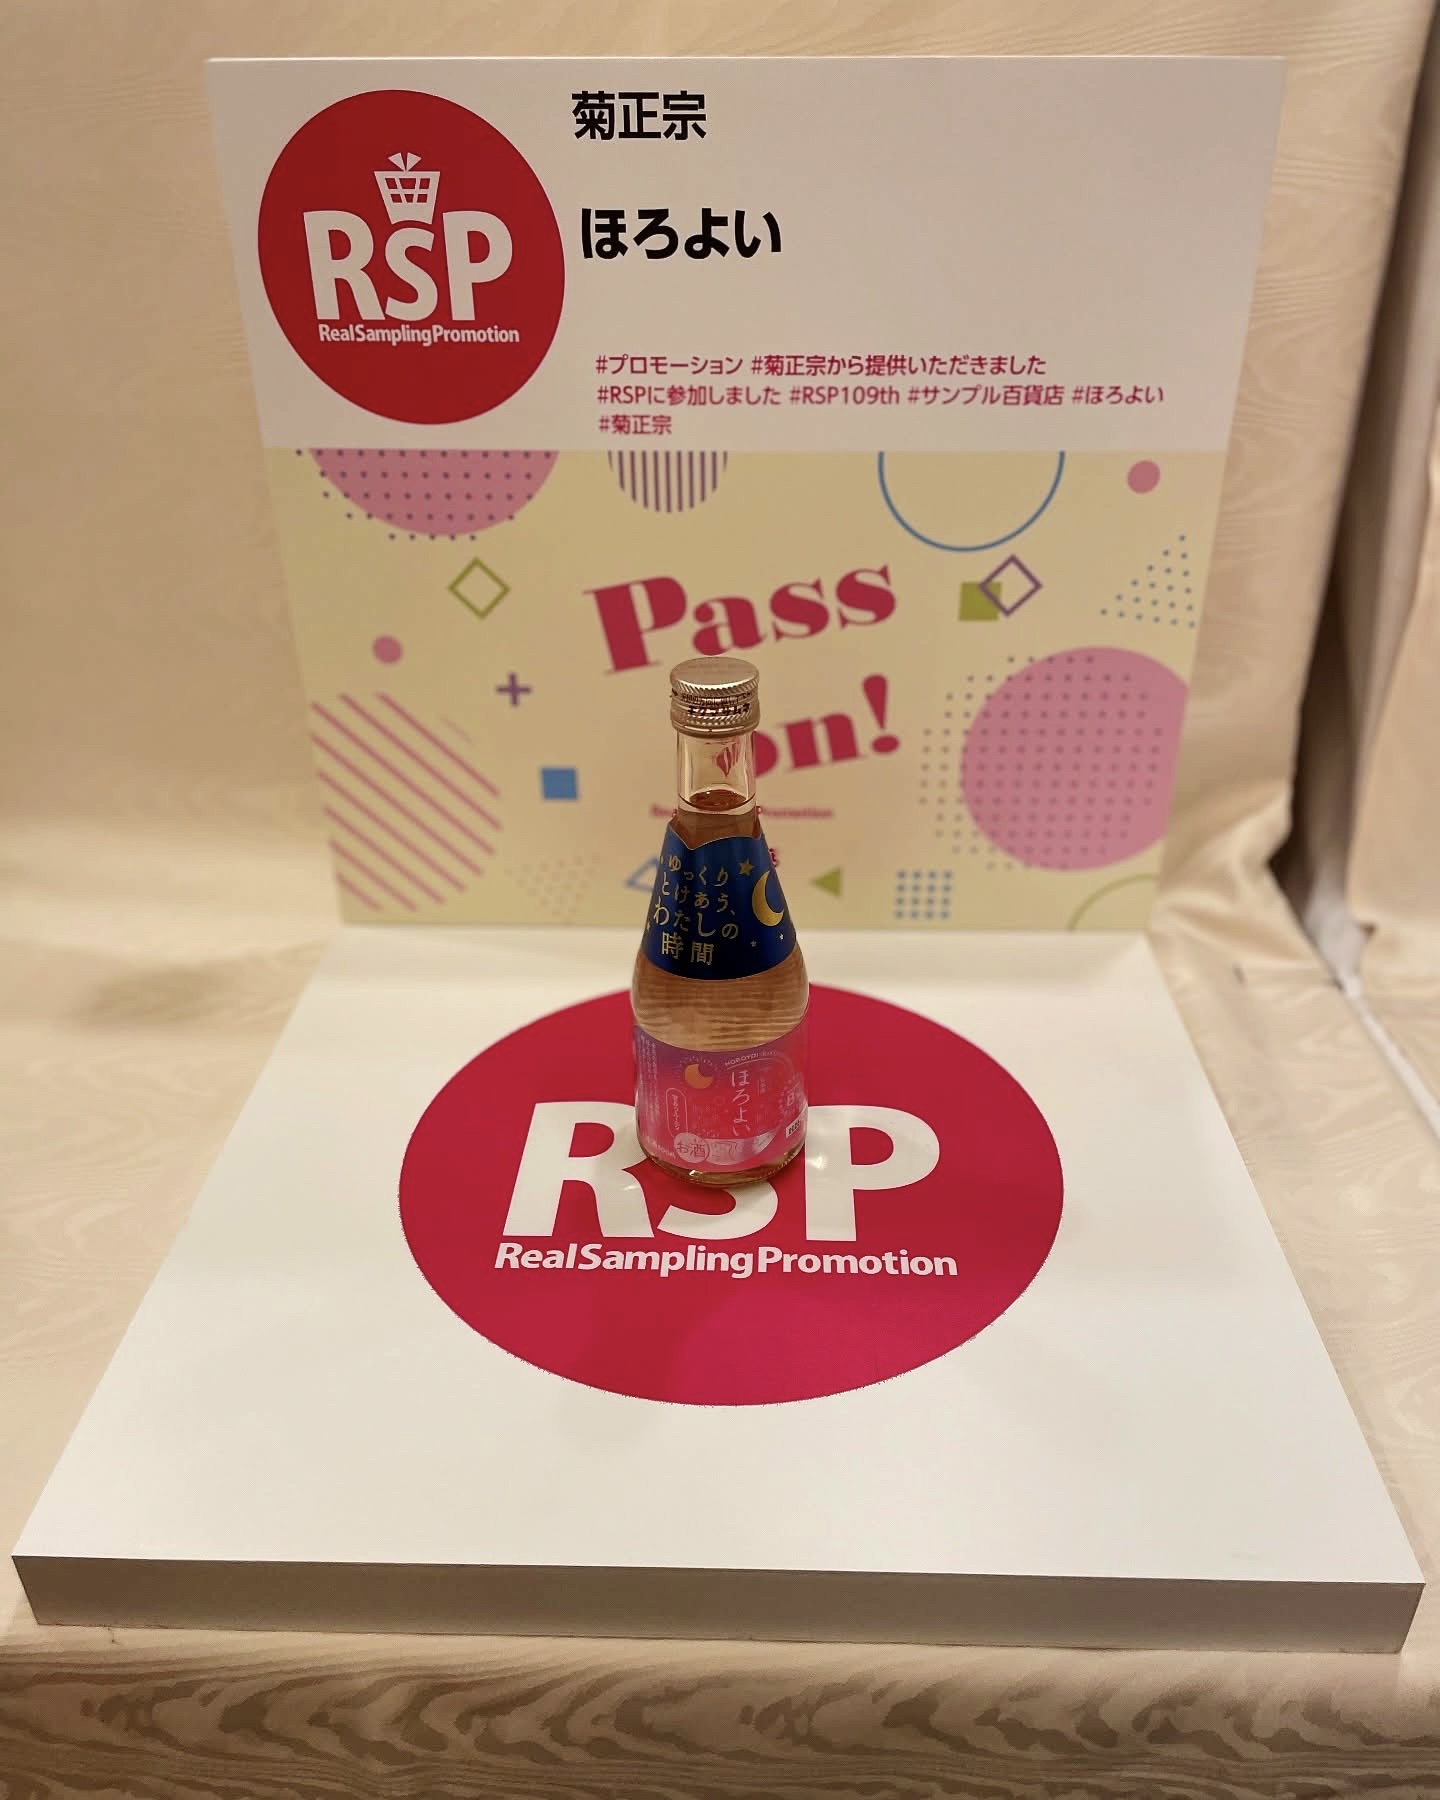 菊正宗
RSP
RealSamplingPromotion
ほろよい
#プロモーション #菊正宗から提供いただきました
#RSPに参加しました #RSP109th #サンプル百貨店 #ほろよい
#菊正宗
Pass
on!
Promotion
ゆっくり
とけあう、
わたしの
時間
ほろよい
お酒
RSP
RealSamplingPromotion